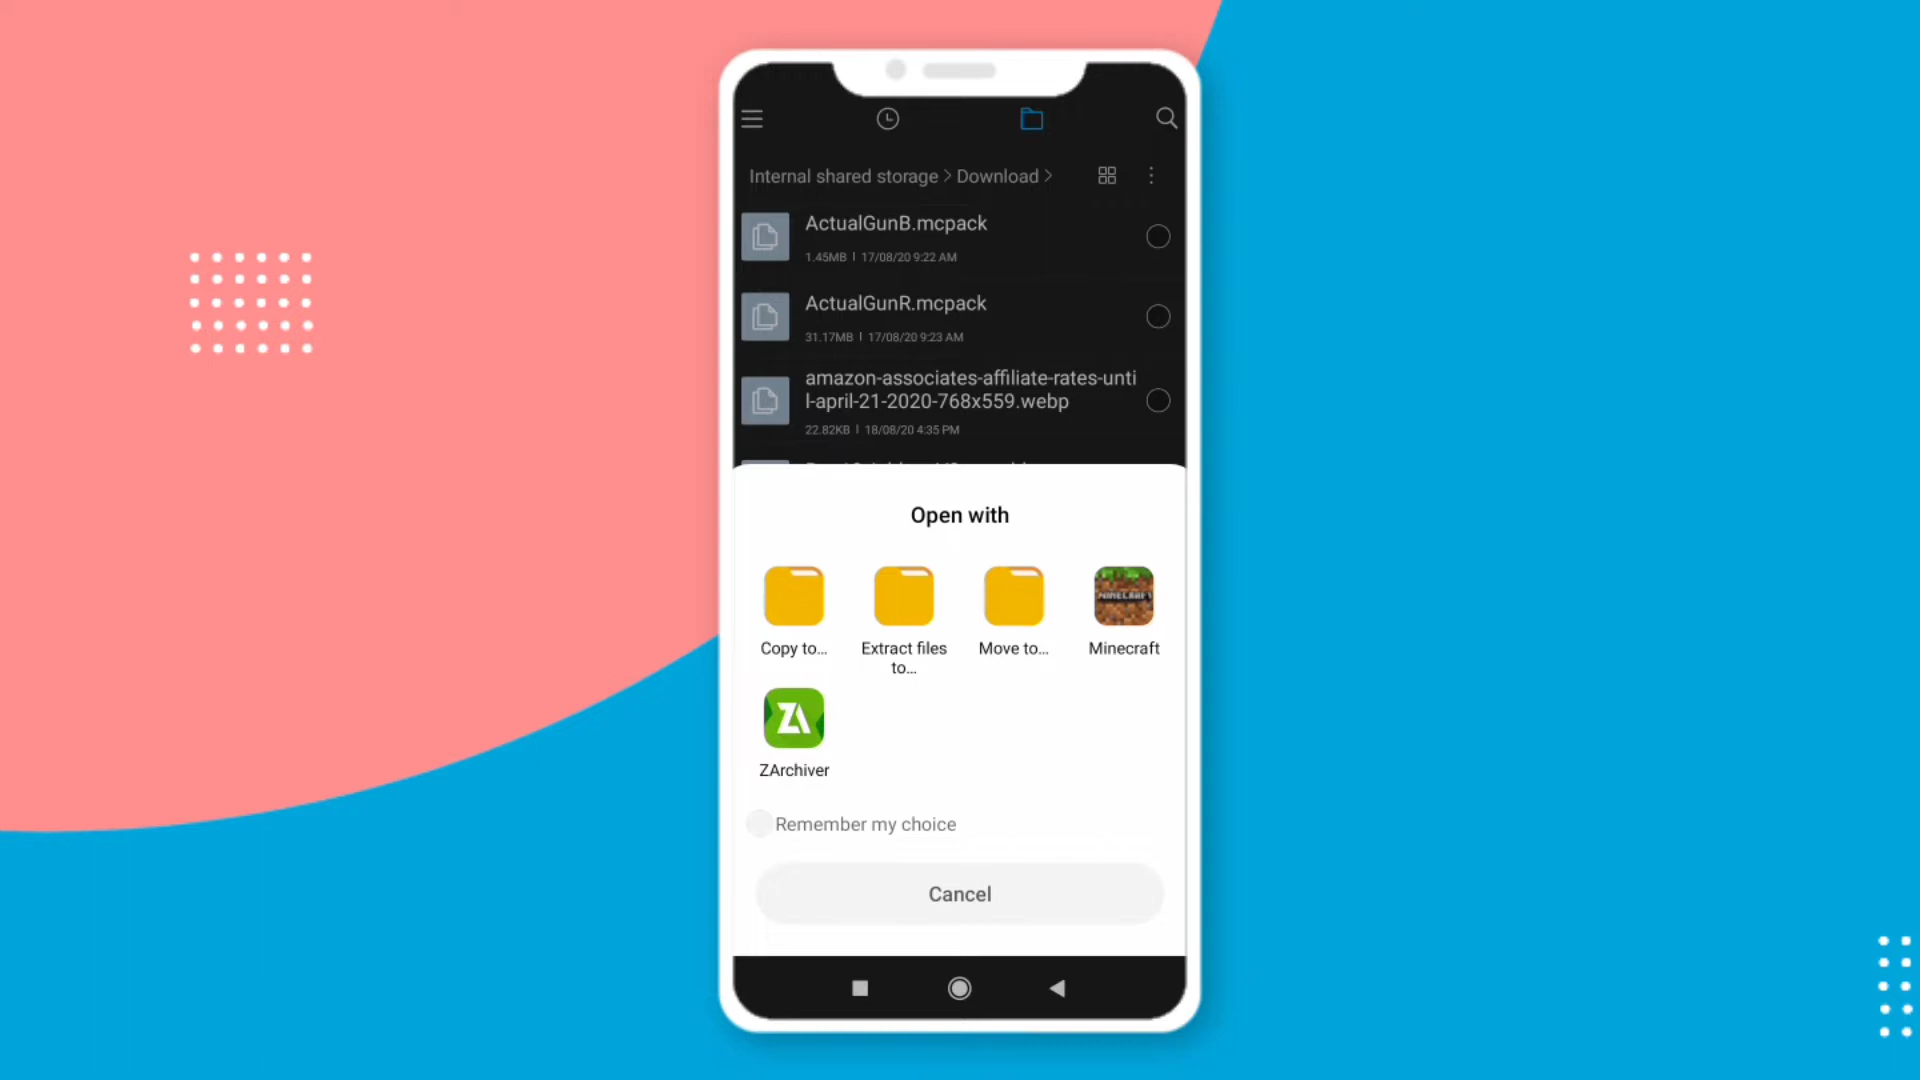 Internal shared storage > Download >
ActualGunB.mcpack
1.45MB | 17/08/20 9:22 AM
ActualGunR.mcpack
31.17MB | 17/08/20 9:23 AM
amazon-associates-affiliate-rates-unti
l-april-21-2020-768x559.webp
22.82KB | 18/08/20 4:35 PM
Open with
MINECRAFT
Copy to... Extract files to... Move to... Minecraft
ZA
ZArchiver
Remember my choice
Cancel